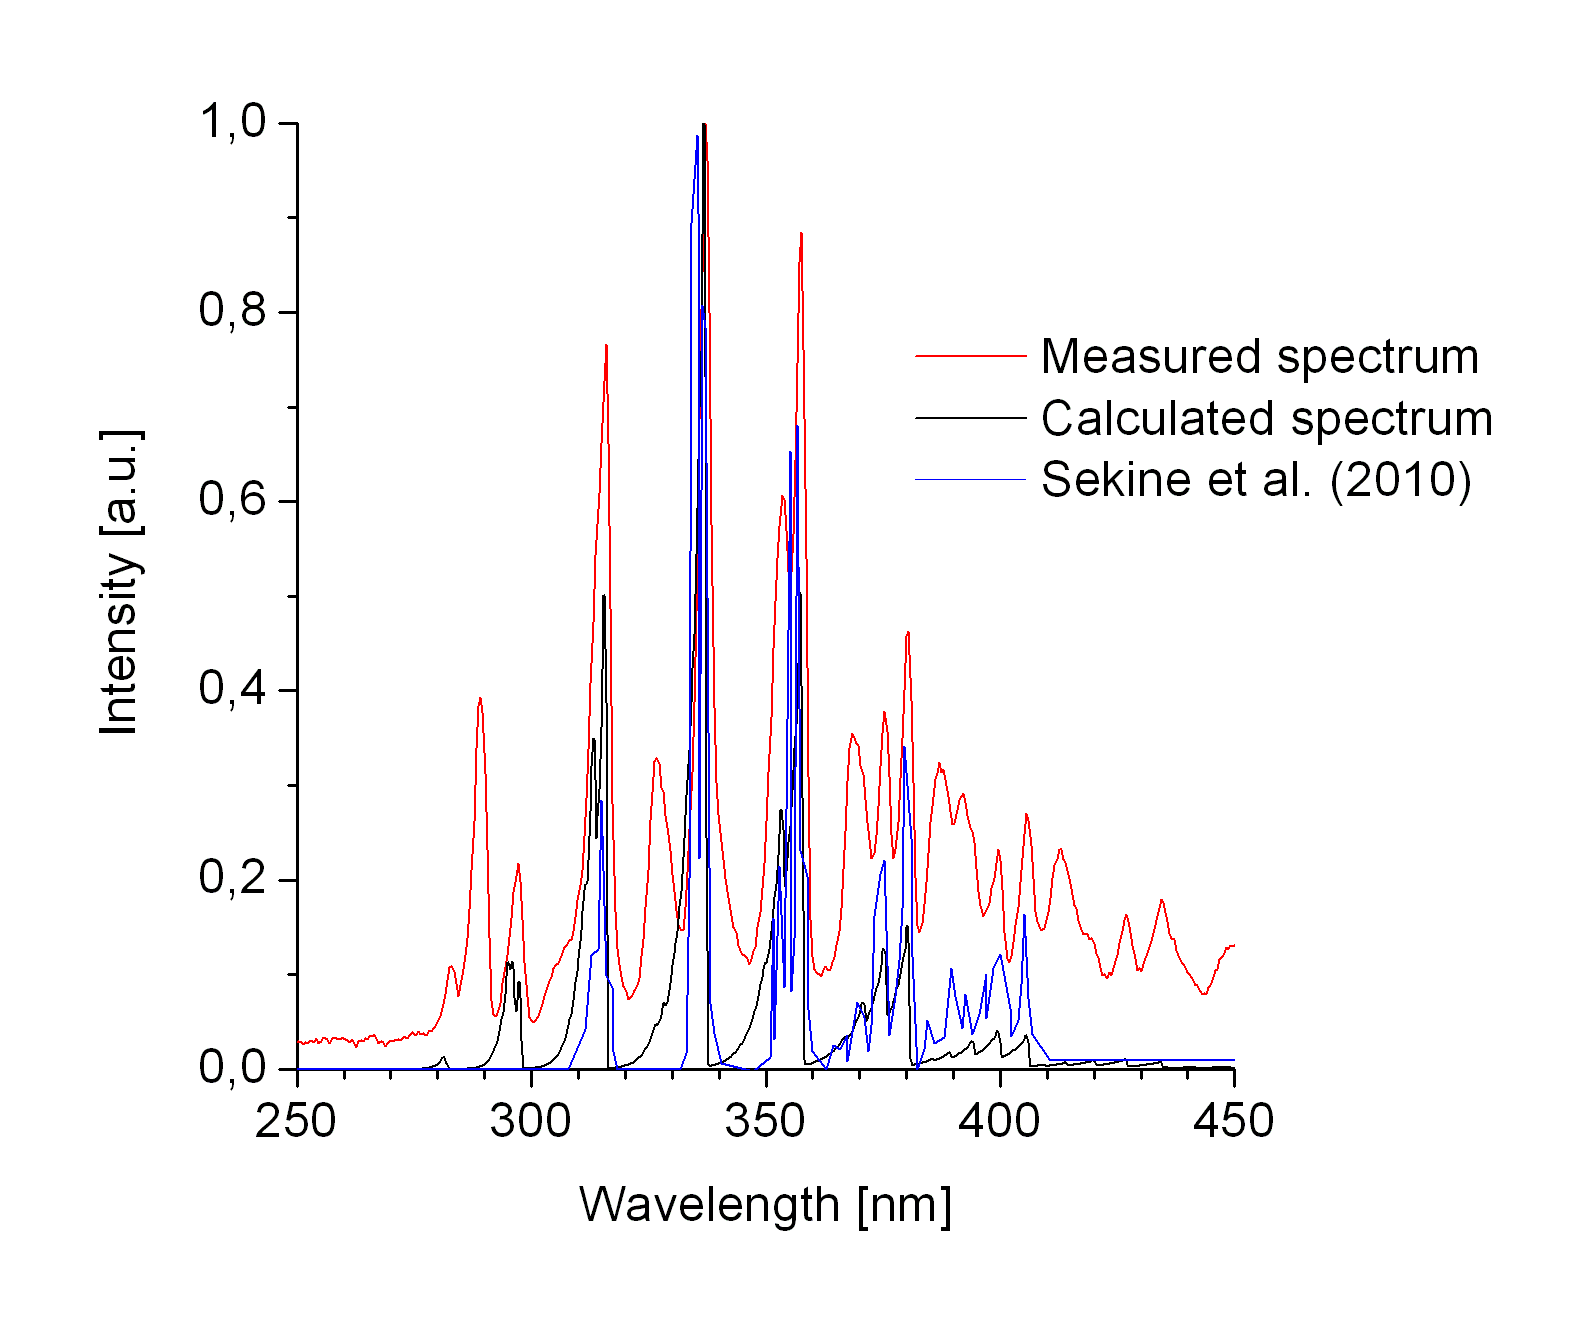 1,0
0,8
0,6
0,4
0,2
0,0
Intensity [a.u.]
Measured spectrum
Calculated spectrum
Sekine et al. (2010)
250 300 350 400 450
Wavelength [nm]